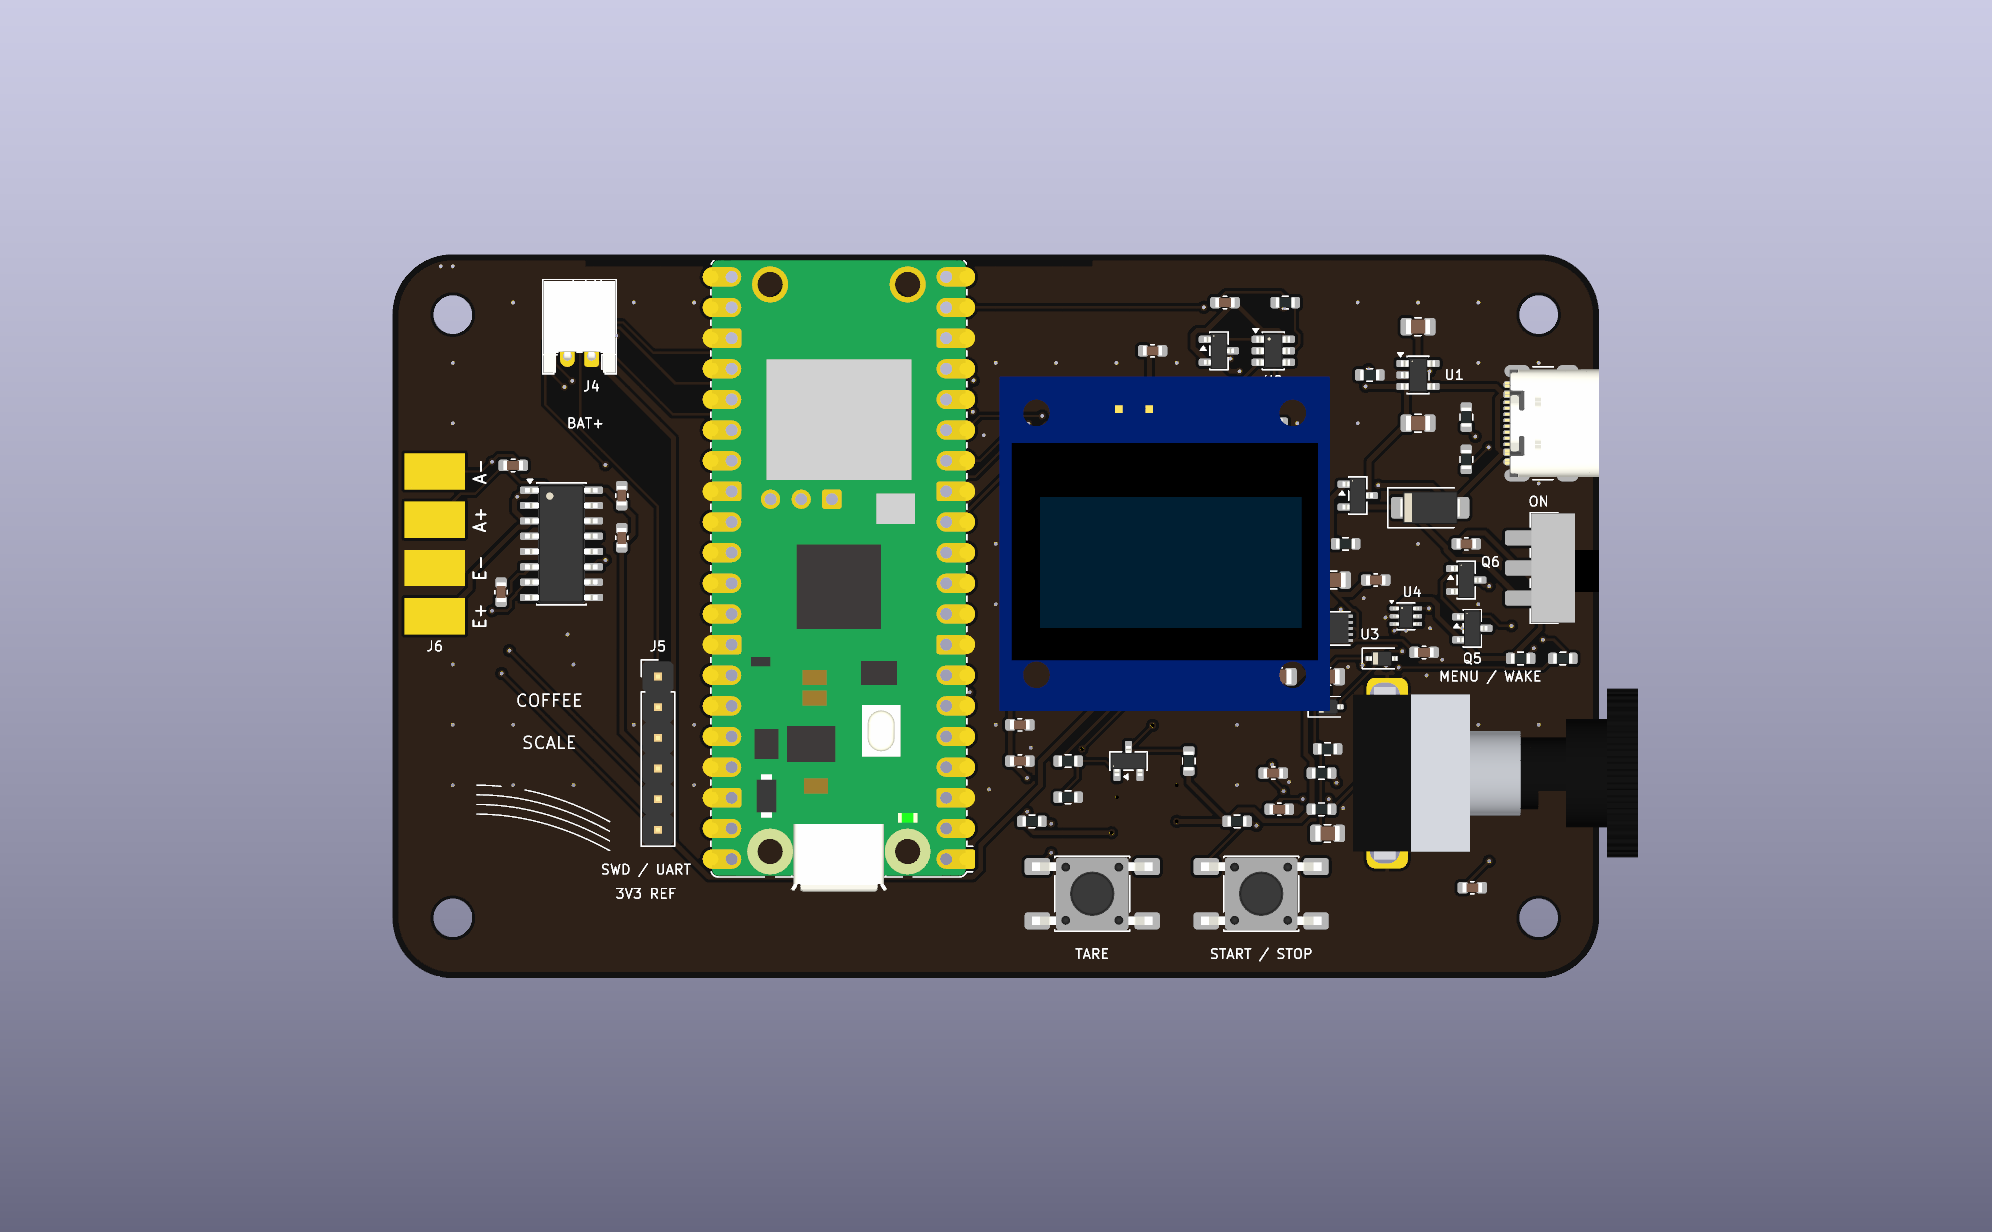 J4
BAT+
A-
A+
E-
E+
J6
J5
COFFEE
SCALE
SWD / UART
3V3 REF
U1
ON
Q6
U4
U3
Q5
MENU / WAKE
TARE
START / STOP